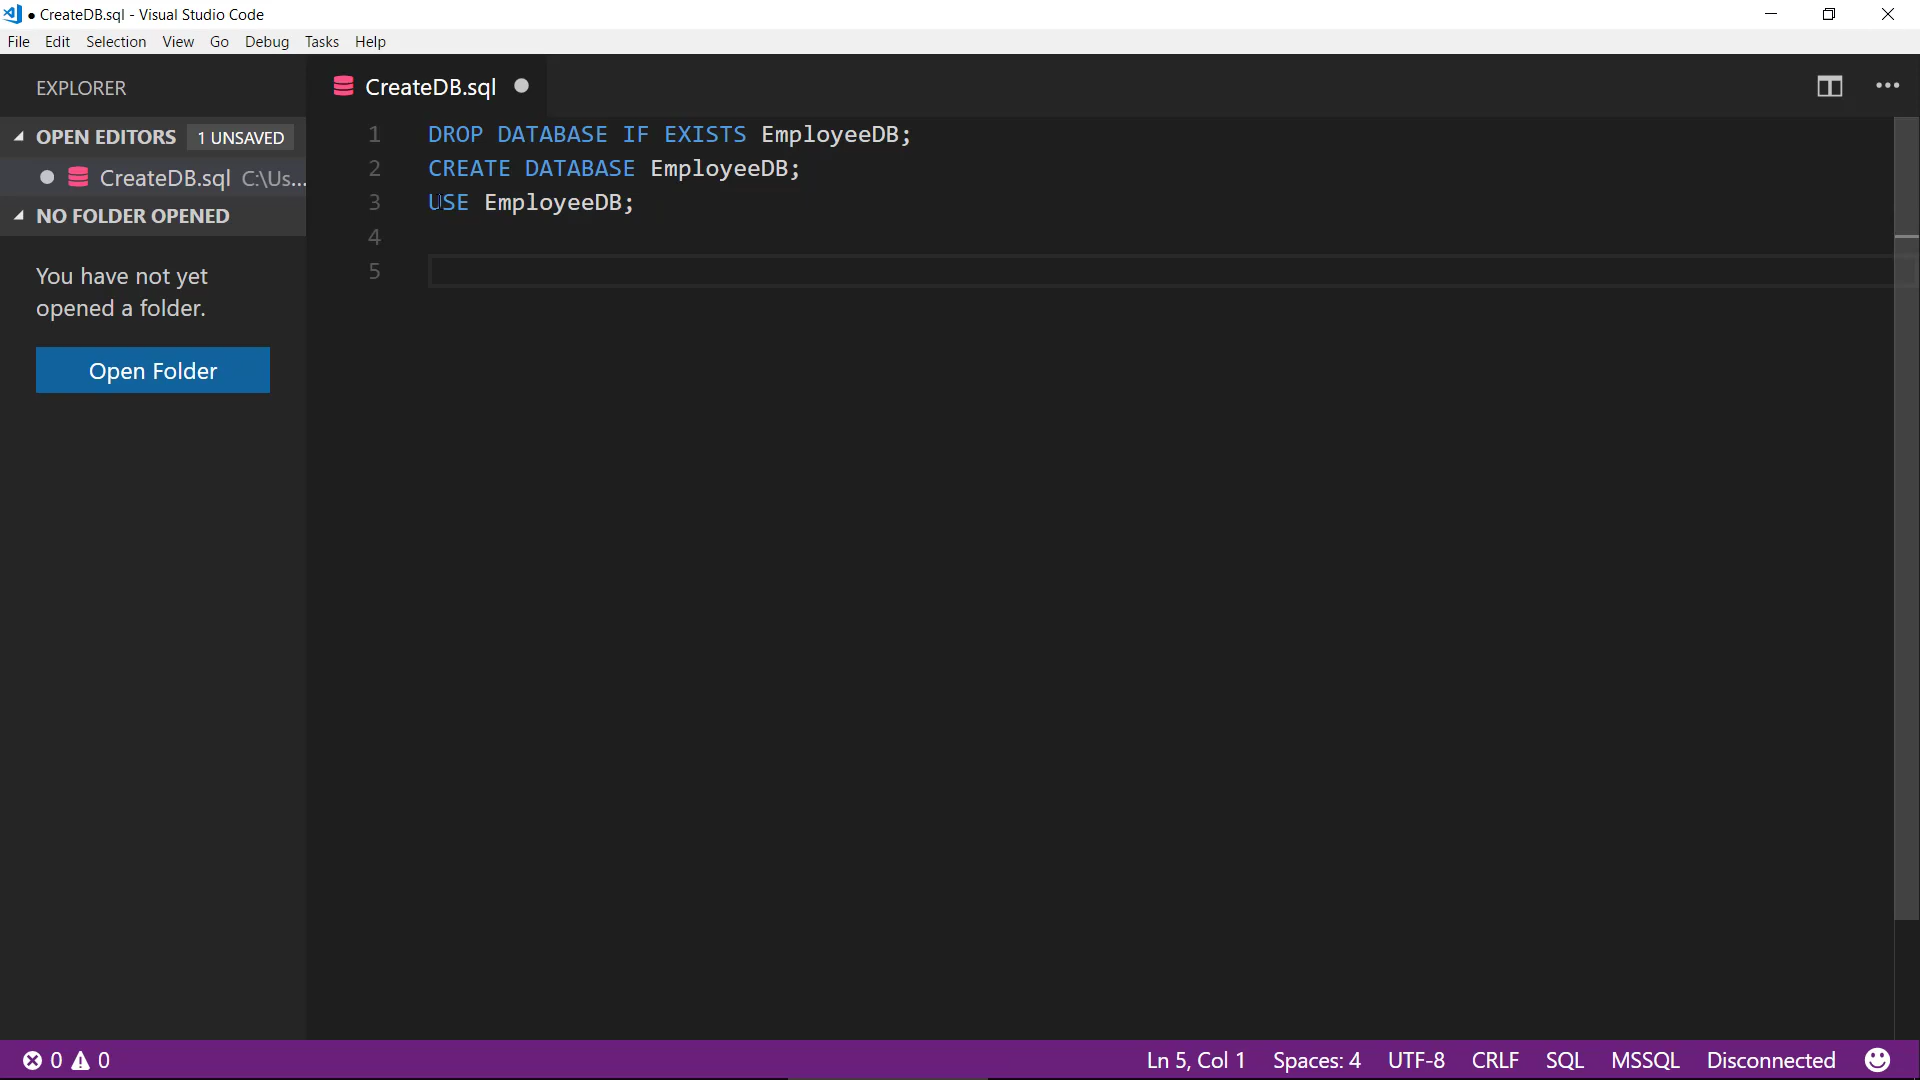 ● CreateDB.sql - Visual Studio Code
File Edit Selection View Go Debug Tasks Help
EXPLORER
CreateDB.sql
OPEN EDITORS 1 UNSAVED
CreateDB.sql C:\Us...
NO FOLDER OPENED
You have not yet
opened a folder.
Open Folder
1 DROP DATABASE IF EXISTS EmployeeDB;
2 CREATE DATABASE EmployeeDB;
3 USE EmployeeDB;
4
5
0 0
Ln 5, Col 1 Spaces: 4 UTF-8 CRLF SQL MSSQL Disconnected